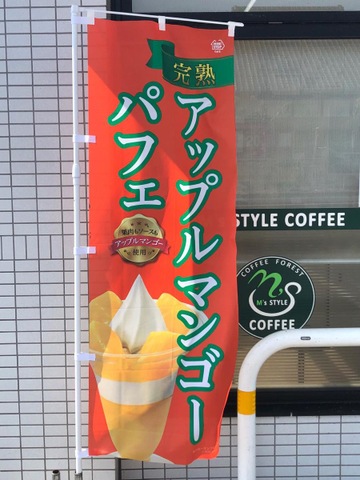 完熟
アップルマンゴー
パフェ
果肉もソースも
アップルマンゴー
使用
STYLE COFFEE
COFFEE FOREST
M's STYLE
COFFEE